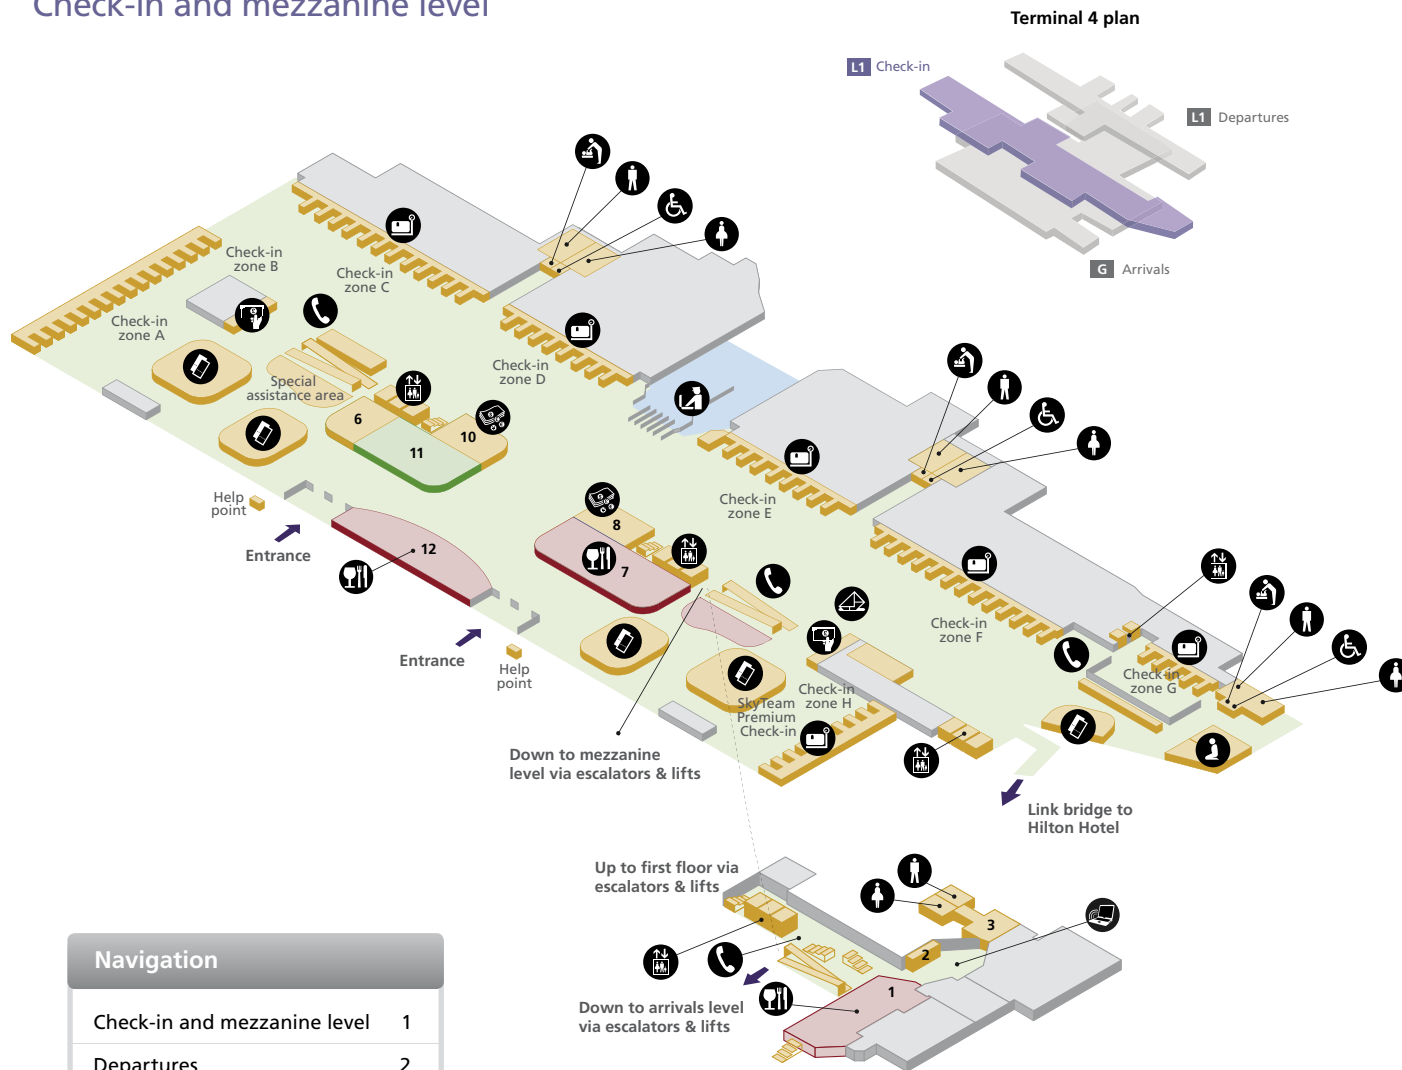 Check-in and mezzanine level
Terminal 4 plan
L1 Check-in
L1 Departures
G Arrivals
Check-in
zone B
Check-in
zone C
Check-in
zone A
Check-in
zone D
Special
assistance area
6
10
11
Check-in
zone E
Help
point
Entrance
12
8
7
Check-in
zone F
Entrance
Help
point
Check-in
zone G
Check-in
zone H
SkyTeam
Premium
Check-in
Down to mezzanine
level via escalators & lifts
Link bridge to
Hilton Hotel
Up to first floor via
escalators & lifts
3
2
1
Down to arrivals level
via escalators & lifts
Navigation
Check-in and mezzanine level 1
Departures 2